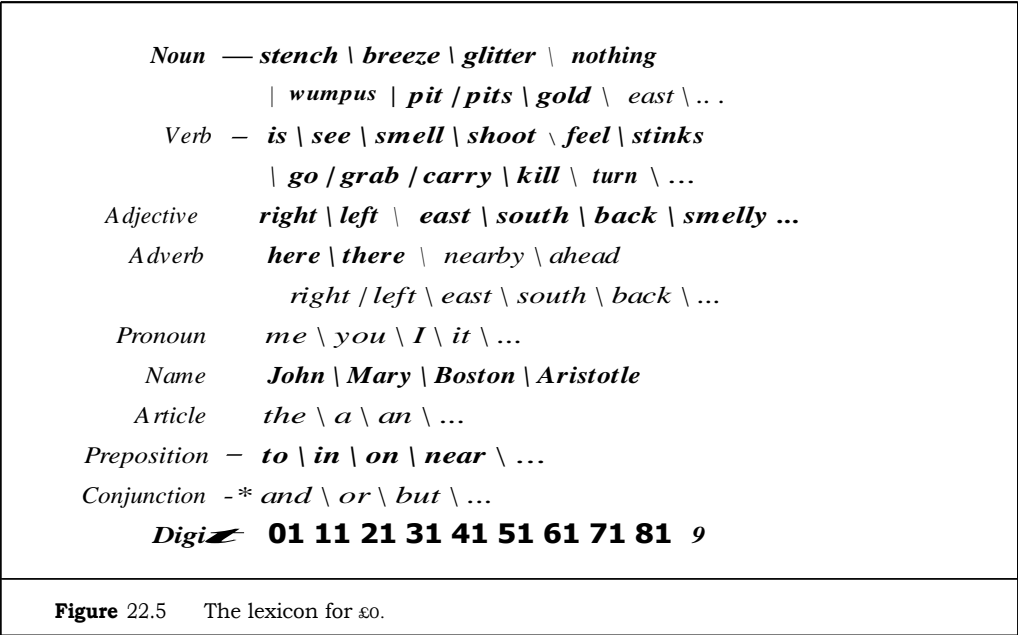 Noun — stench \ breeze \ glitter \ nothing
| wumpus | pit / pits \ gold \ east \ .. .
Verb – is \ see \ smell \ shoot \ feel \ stinks
\ go / grab / carry \ kill \ turn \ ...
Adjective right \ left \ east \ south \ back \ smelly ...
Adverb here \ there \ nearby \ ahead
right / left \ east \ south \ back \ ...
Pronoun me \ you \ I \ it \ ...
Name John \ Mary \ Boston \ Aristotle
Article the \ a \ an \ ...
Preposition – to \ in \ on \ near \ ...
Conjunction -* and \ or \ but \ ...
Digit 01 11 21 31 41 51 61 71 81 9
Figure 22.5 The lexicon for £0.